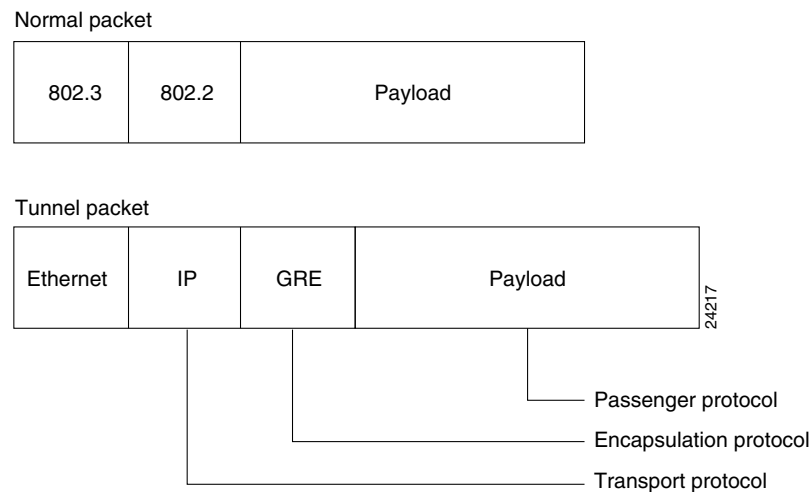 Normal packet
802.3 802.2 Payload
Tunnel packet
Ethernet IP GRE Payload
24217
Passenger protocol
Encapsulation protocol
Transport protocol